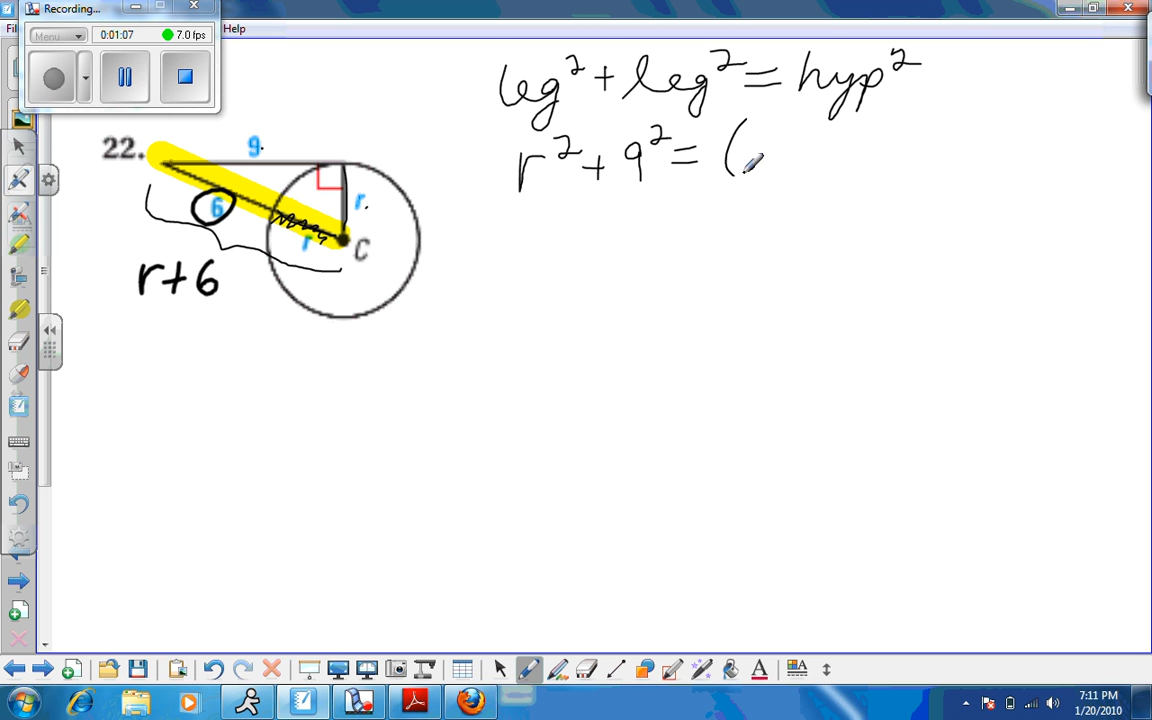 Recording...
Menu
0:01:07
7.0 fps
Help
leg² + leg² = hyp²
r² + 9² = (
22.
9
r.
6
r
C
r+6
A
7:11 PM
1/20/2010